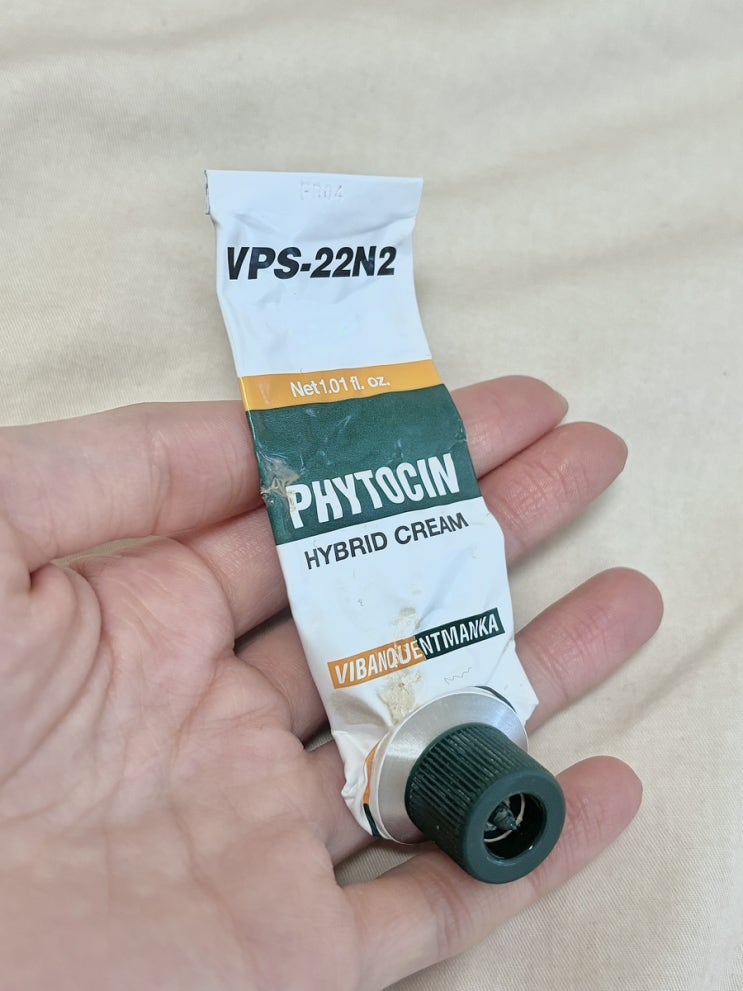 VPS-22N2
Net 1.01 fl. oz.
PHYTOCIN
HYBRID CREAM
VIBANQUENTMANKA